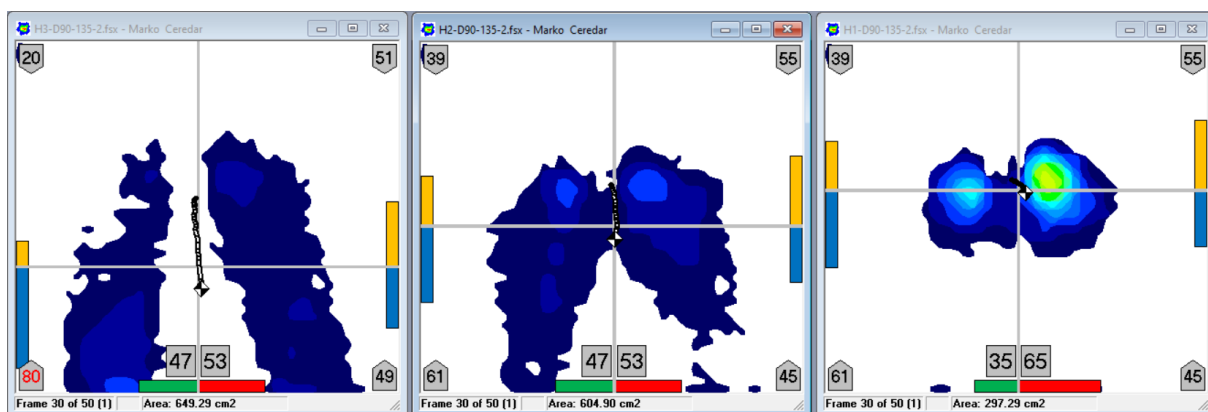 H3-D90-135-2.fsx - Marko Ceredar
20 51
47 53
80 49
Frame 30 of 50 (1) Area: 649.29 cm2
H2-D90-135-2.fsx - Marko Ceredar
39 55
47 53
61 45
Frame 30 of 50 (1) Area: 604.90 cm2
H1-D90-135-2.fsx - Marko Ceredar
39 55
35 65
61 45
Frame 30 of 50 (1) Area: 297.29 cm2